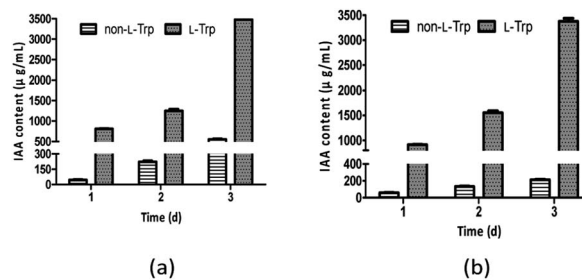 non-L-Trp L-Trp
IAA content (µ g/mL)
3500
3000
2500
2000
1500
1000
500
300
150
0
1 2 3
Time (d)
(a)
non-L-Trp L-Trp
IAA content (µ g/mL)
3500
3000
2500
2000
1500
1000
400
200
0
1 2 3
Time (d)
(b)